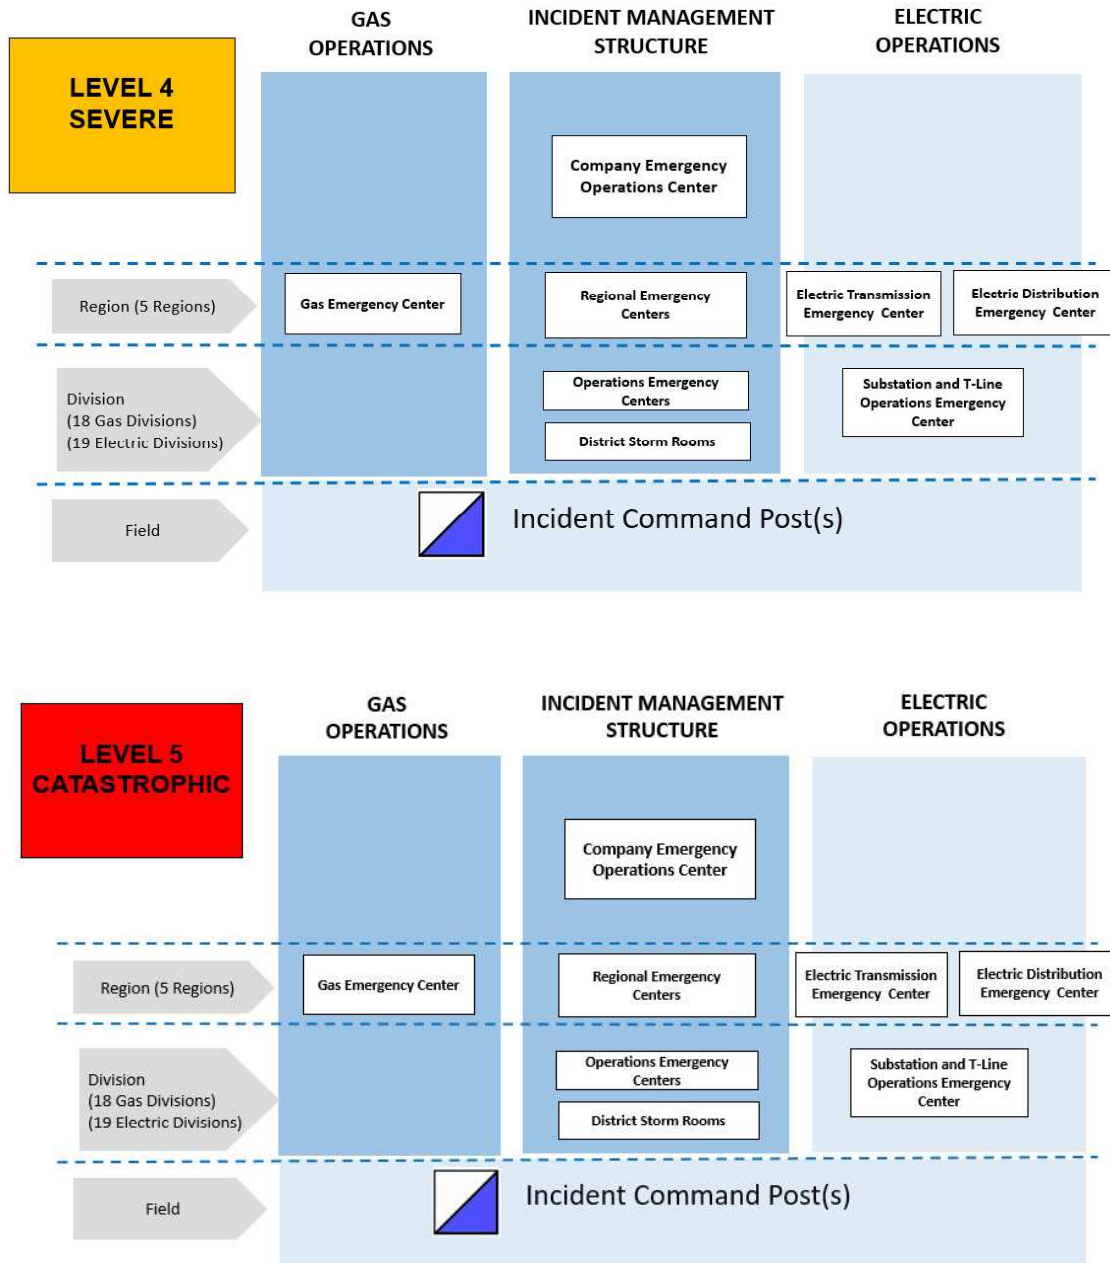 GAS
OPERATIONS
INCIDENT MANAGEMENT
STRUCTURE
ELECTRIC
OPERATIONS
LEVEL 4
SEVERE
Company Emergency
Operations Center
Region (5 Regions)
Gas Emergency Center
Regional Emergency
Centers
Electric Transmission
Emergency Center
Electric Distribution
Emergency Center
Division
(18 Gas Divisions)
(19 Electric Divisions)
Operations Emergency
Centers
District Storm Rooms
Substation and T-Line
Operations Emergency
Center
Field
Incident Command Post(s)
GAS
OPERATIONS
INCIDENT MANAGEMENT
STRUCTURE
ELECTRIC
OPERATIONS
LEVEL 5
CATASTROPHIC
Company Emergency
Operations Center
Region (5 Regions)
Gas Emergency Center
Regional Emergency
Centers
Electric Transmission
Emergency Center
Electric Distribution
Emergency Center
Division
(18 Gas Divisions)
(19 Electric Divisions)
Operations Emergency
Centers
District Storm Rooms
Substation and T-Line
Operations Emergency
Center
Field
Incident Command Post(s)